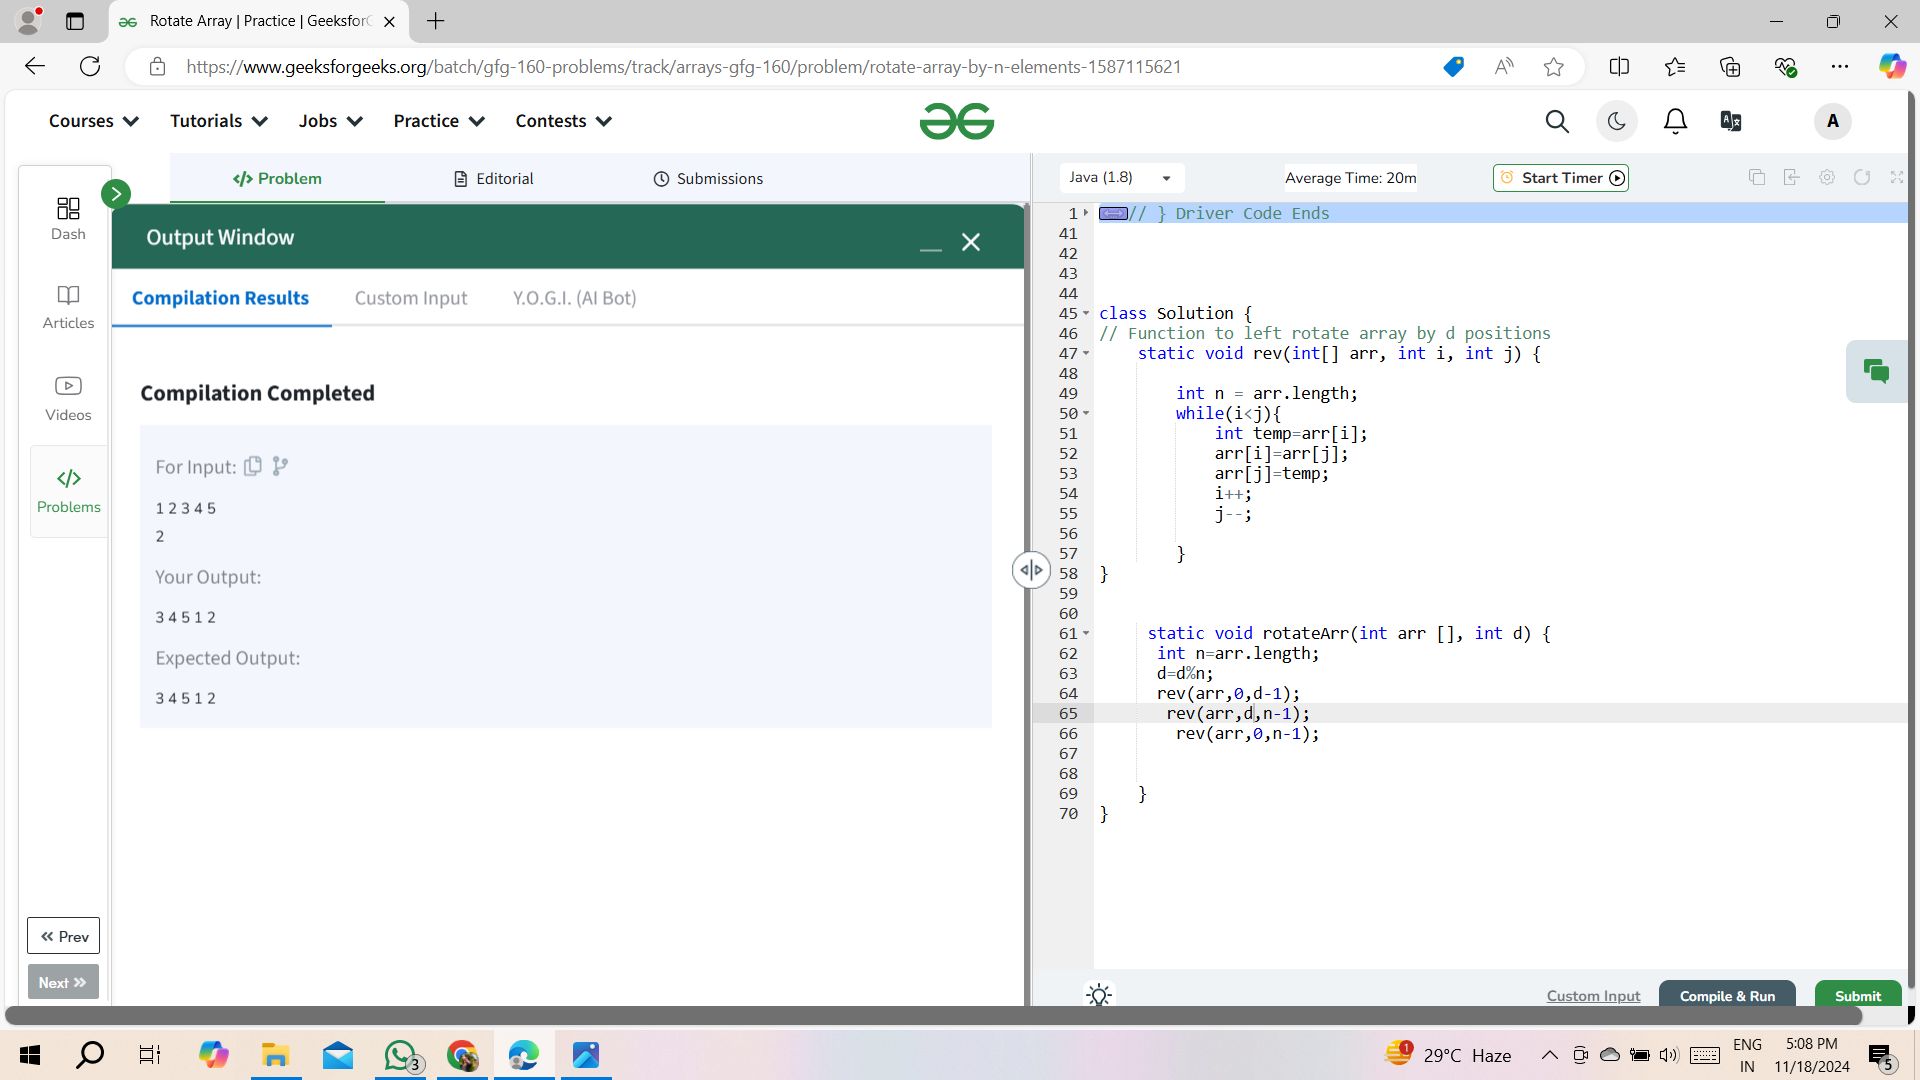 Rotate Array | Practice | Geeksfor
https://www.geeksforgeeks.org/batch/gfg-160-problems/track/arrays-gfg-160/problem/rotate-array-by-n-elements-1587115621
Courses Tutorials Jobs Practice Contests
A
Dash
Articles
Videos
Problems
Prev
Next
Problem Editorial Submissions
Output Window
Compilation Results Custom Input Y.O.G.I. (AI Bot)
Compilation Completed
For Input:
1 2 3 4 5
2
Your Output:
3 4 5 1 2
Expected Output:
3 4 5 1 2
Java (1.8) Average Time: 20m Start Timer
1 // } Driver Code Ends
41
42
43
44
45 class Solution {
46 // Function to left rotate array by d positions
47 static void rev(int[] arr, int i, int j) {
48
49 int n = arr.length;
50 while(i<j){
51 int temp=arr[i];
52 arr[i]=arr[j];
53 arr[j]=temp;
54 i++;
55 j--;
56
57 }
58 }
59
60
61 static void rotateArr(int arr [], int d) {
62 int n=arr.length;
63 d=d%n;
64 rev(arr,0,d-1);
65 rev(arr,d,n-1);
66 rev(arr,0,n-1);
67
68
69 }
70 }
Custom Input Compile & Run Submit
3
1
29°C Haze
ENG
IN
5:08 PM
11/18/2024
5